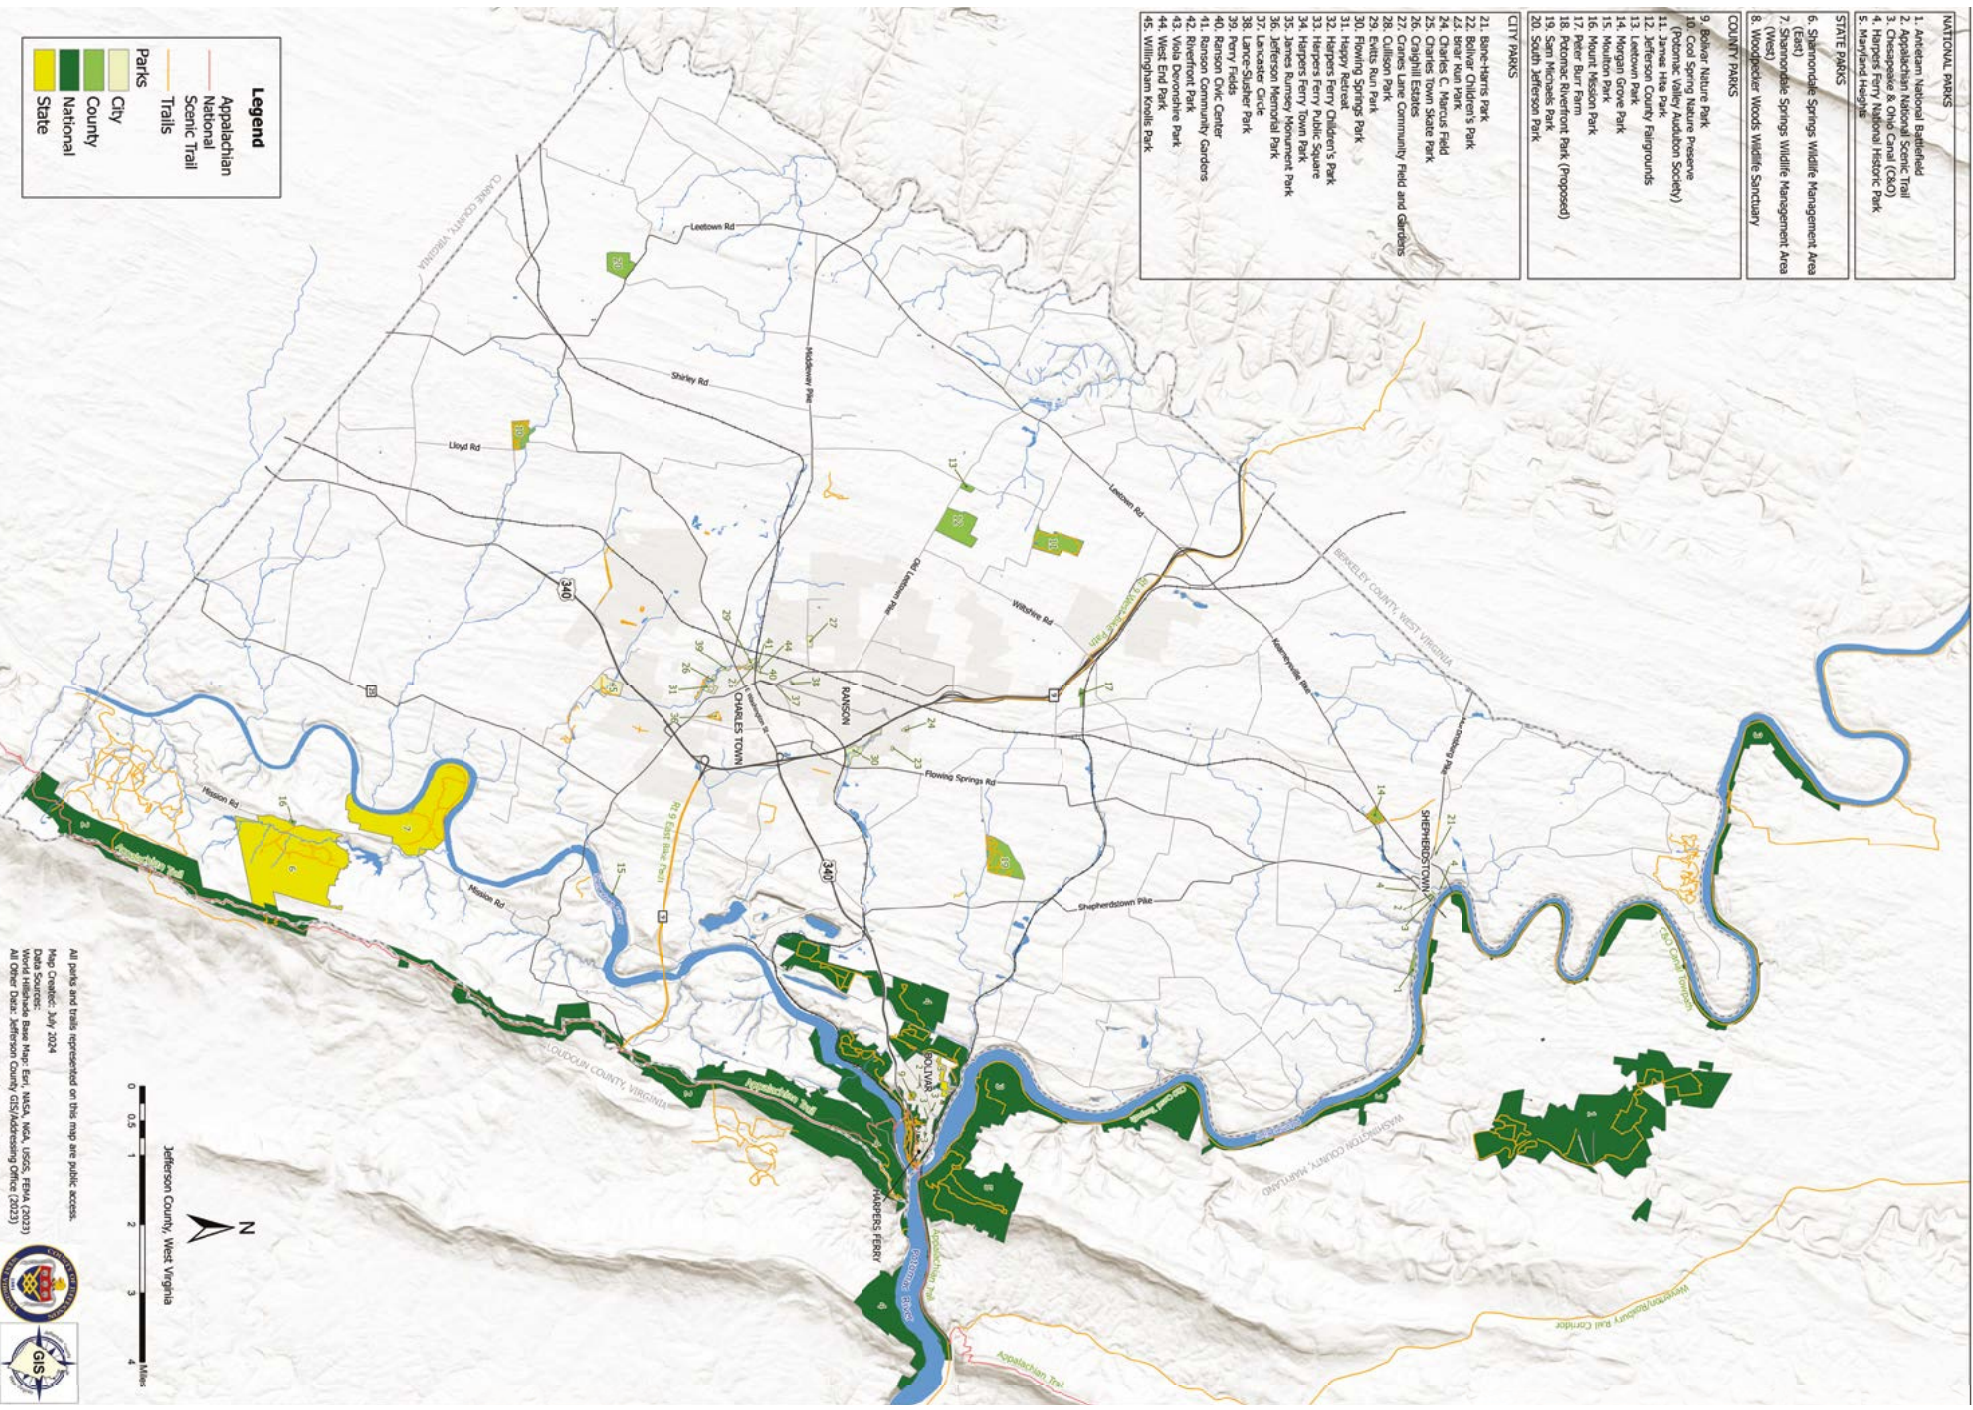 NATIONAL PARKS
1. Antietam National Battlefield
2. Appalachian National Scenic Trail
3. Chesapeake & Ohio Canal (C&O)
4. Harpers Ferry National Historic Park
5. Maryland Heights
STATE PARKS
6. Shannondale Springs Wildlife Management Area
(East)
7. Shannondale Springs Wildlife Management Area
(West)
8. Woodpecker Woods Wildlife Sanctuary
COUNTY PARKS
9. Bolivar Nature Park
10. Cool Spring Nature Preserve
(Potomac Valley Audubon Society)
11. James Hite Park
12. Jefferson County Fairgrounds
13. Leetown Park
14. Morgan Grove Park
15. Moulton Park
16. Mount Mission Park
17. Peter Burr Farm
18. Potomac Riverfront Park (Proposed)
19. Sam Michaels Park
20. South Jefferson Park
CITY PARKS
21. Bane-Harris Park
22. Bolivar Children's Park
23. Brian Kun Park
24. Charles G. Marcus Field
25. Charles Town Skate Park
26. Craighill Estates
27. Cranes Lane Community Field and Gardens
28. Cullison Park
29. Evitts Run Park
30. Flowing Springs Park
31. Happy Retreat
32. Harpers Ferry Children's Park
33. Harpers Ferry Public Square
34. Harpers Ferry Town Park
35. James Rumsey Monument Park
36. Jefferson Memorial Park
37. Lancaster Circle
38. Lance-Slusher Park
39. Perry Fields
40. Ranson Civic Center
41. Ranson Community Gardens
42. Riverfront Park
43. Viola Devonshire Park
44. West End Park
45. Willingham Knolls Park
BERKELEY COUNTY, WEST VIRGINIA
WASHINGTON COUNTY, MARYLAND
LOUDOUN COUNTY, VIRGINIA
CLARKE COUNTY, VIRGINIA
SHEPHERDSTOWN
RANSON
CHARLES TOWN
BOLIVAR
HARPERS FERRY
C&O Canal Towpath
Weverton/Roxbury Rail Corridor
Appalachian Trail
Appalachian Trail
Appalachian Trail
Appalachian Trail
Potomac River
Rt 9 West Bike Path
Rt 9 East Bike Path
Leetown Rd
Leetown Rd
Kearneysville Pike
Shepherdstown Pike
Flowing Springs Rd
Wiltshire Rd
Old Leetown Pike
Middleway Pike
Shirley Rd
Lloyd Rd
E Washington St
Mission Rd
Mission Rd
340
340
9
9
Legend
Appalachian
National
Scenic Trail
Trails
Parks
City
County
National
State
N
Jefferson County, West Virginia
0 0.5 1 2 3 4
Miles
All parks and trails represented on this map are public access.
Map Created: July 2024
Data Sources:
World Hillshade Base Map: Esri, NASA, NGA, USGS, FEMA (2023)
All Other Data: Jefferson County GIS/Addressing Office (2023)
GIS